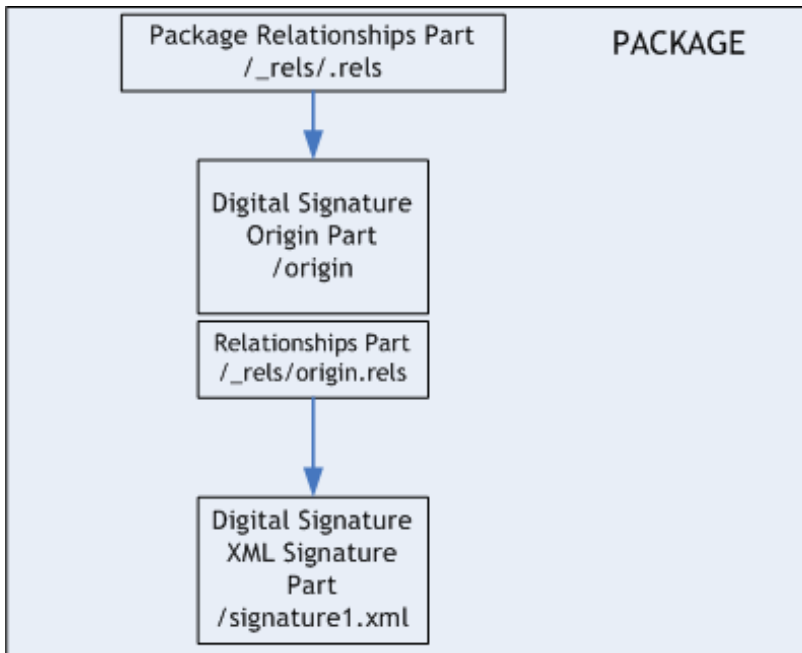 Package Relationships Part
/_rels/.rels
PACKAGE
Digital Signature
Origin Part
/origin
Relationships Part
/_rels/origin.rels
Digital Signature
XML Signature
Part
/signature1.xml